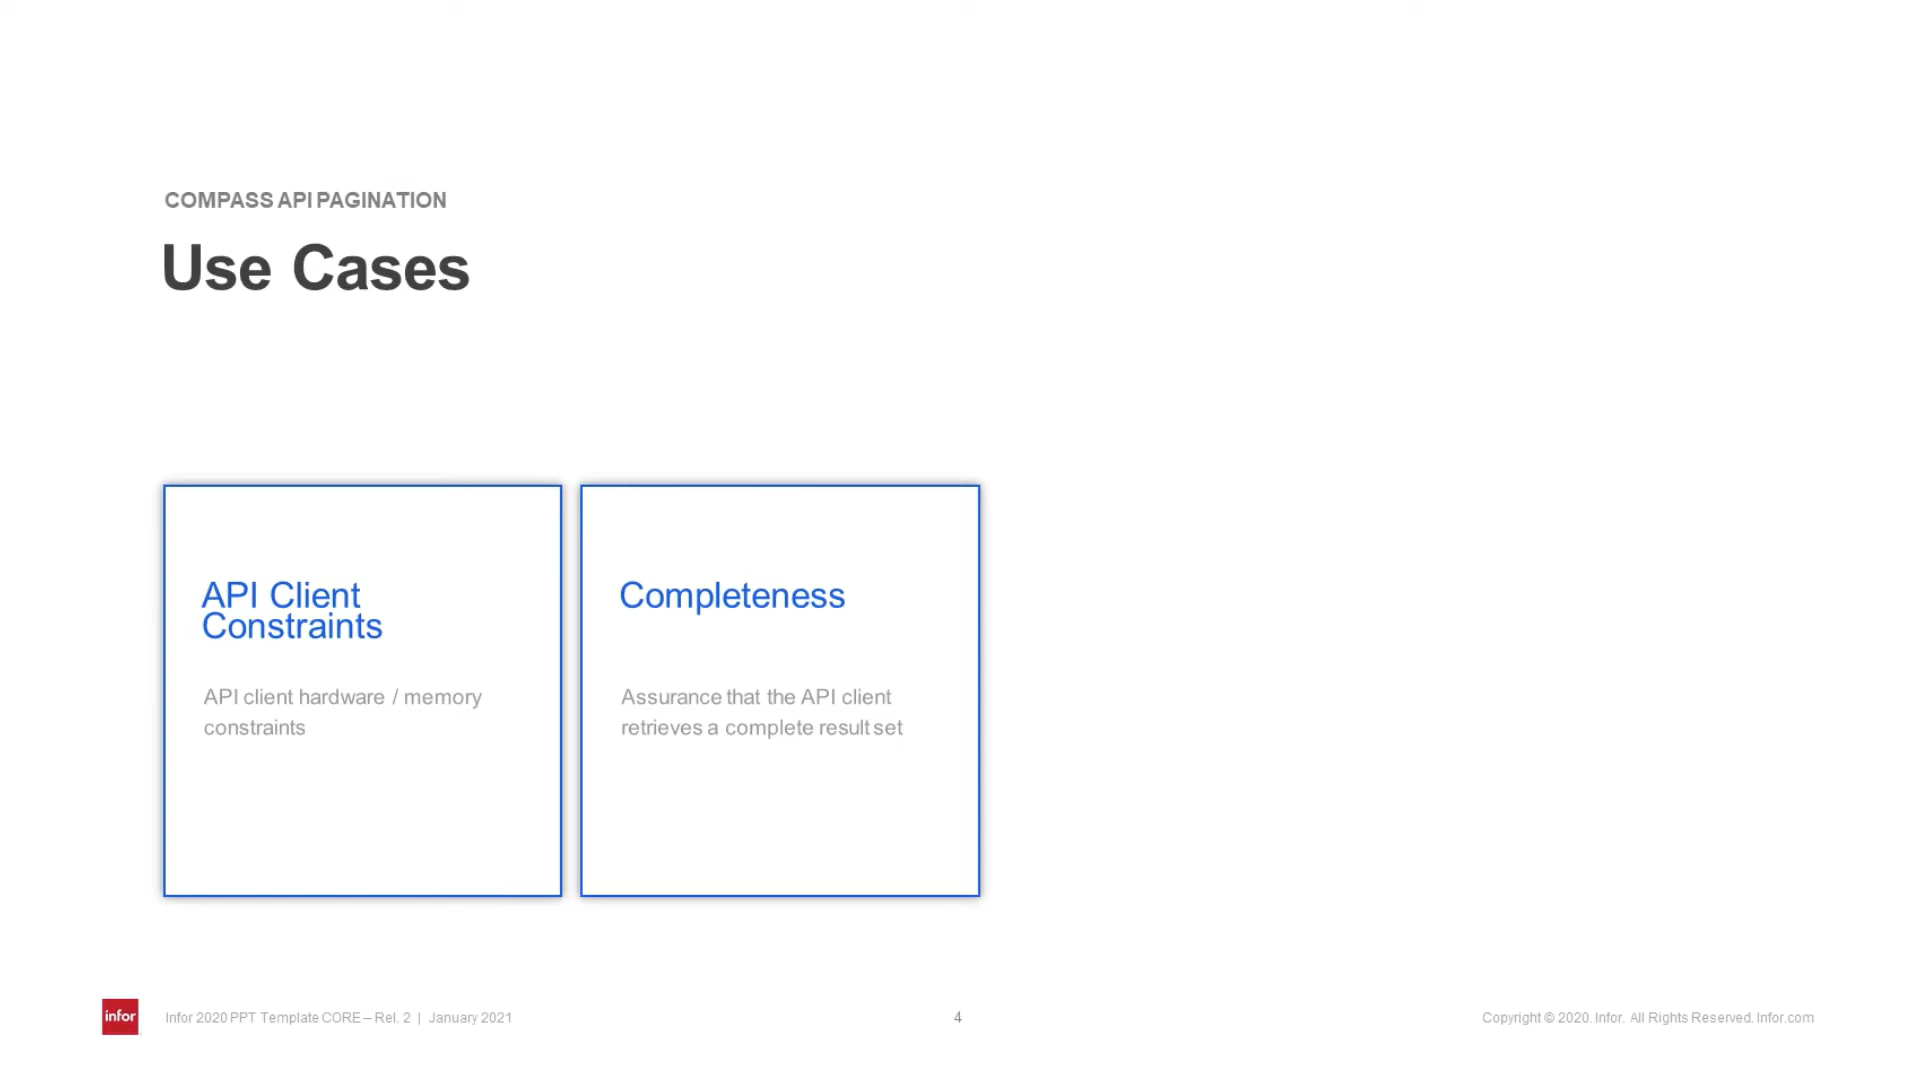 COMPASS API PAGINATION
Use Cases
API Client
Constraints
API client hardware / memory
constraints
Completeness
Assurance that the API client
retrieves a complete result set
infor
Infor 2020 PPT Template CORE – Rel. 2 | January 2021
4
Copyright © 2020. Infor. All Rights Reserved. Infor.com